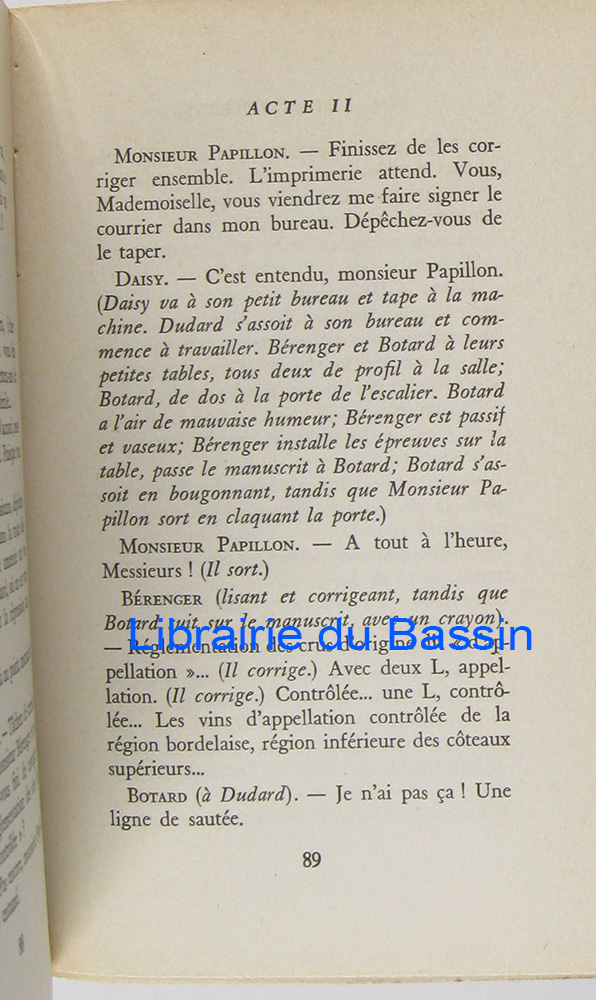 ACTE II
Monsieur Papillon. — Finissez de les cor-
riger ensemble. L'imprimerie attend. Vous,
Mademoiselle, vous viendrez me faire signer le
courrier dans mon bureau. Dépêchez-vous de
le taper.
Daisy. — C'est entendu, monsieur Papillon.
(Daisy va à son petit bureau et tape à la ma-
chine. Dudard s'assoit à son bureau et com-
mence à travailler. Bérenger et Botard à leurs
petites tables, tous deux de profil à la salle;
Botard, de dos à la porte de l'escalier. Botard
a l'air de mauvaise humeur; Bérenger est passif
et vaseux; Bérenger installe les épreuves sur la
table, passe le manuscrit à Botard; Botard s'as-
soit en bougonnant, tandis que Monsieur Pa-
pillon sort en claquant la porte.)
Monsieur Papillon. — A tout à l'heure,
Messieurs ! (Il sort.)
Bérenger (lisant et corrigeant, tandis que
Botard suit sur le manuscrit, avec un crayon).
Librairie du Bassin
— Réglementation des crus d'origine dits « d'ap-
pellation »... (Il corrige.) Avec deux L, appel-
lation. (Il corrige.) Contrôlée... une L, contrô-
lée... Les vins d'appellation contrôlée de la
région bordelaise, région inférieure des côteaux
supérieurs...
Botard (à Dudard). — Je n'ai pas ça ! Une
ligne de sautée.
89